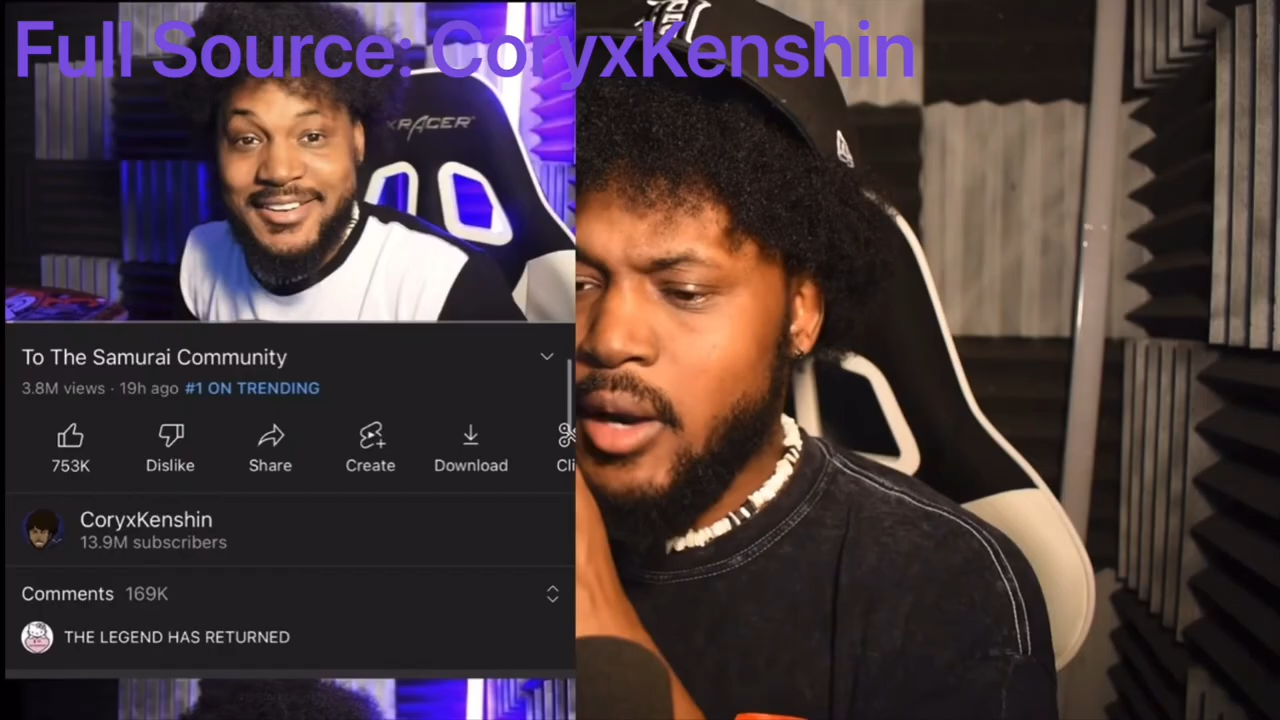 Full Source: CoryxKenshin
XRACER
To The Samurai Community
3.8M views · 19h ago #1 ON TRENDING
753K Dislike Share Create Download Cli
CoryxKenshin
13.9M subscribers
Comments 169K
THE LEGEND HAS RETURNED